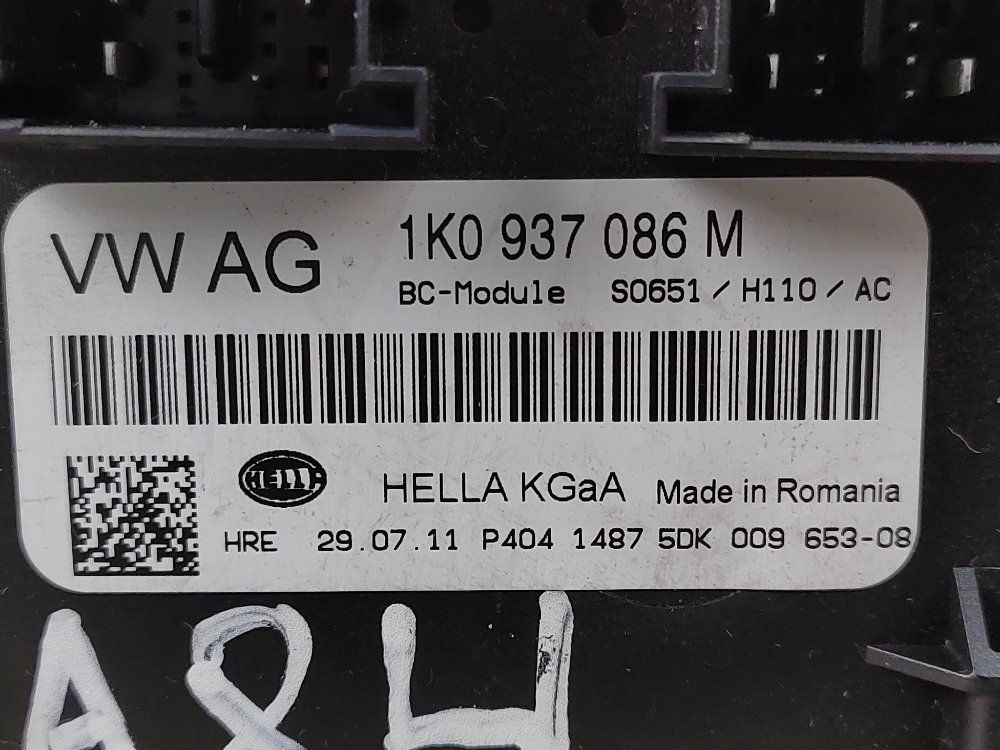 VW AG
1K0 937 086 M
BC-Module S0651 / H110 / AC
HELLA
HELLA KGaA Made in Romania
HRE 29.07.11 P404 1487 5DK 009 653-08
A8H